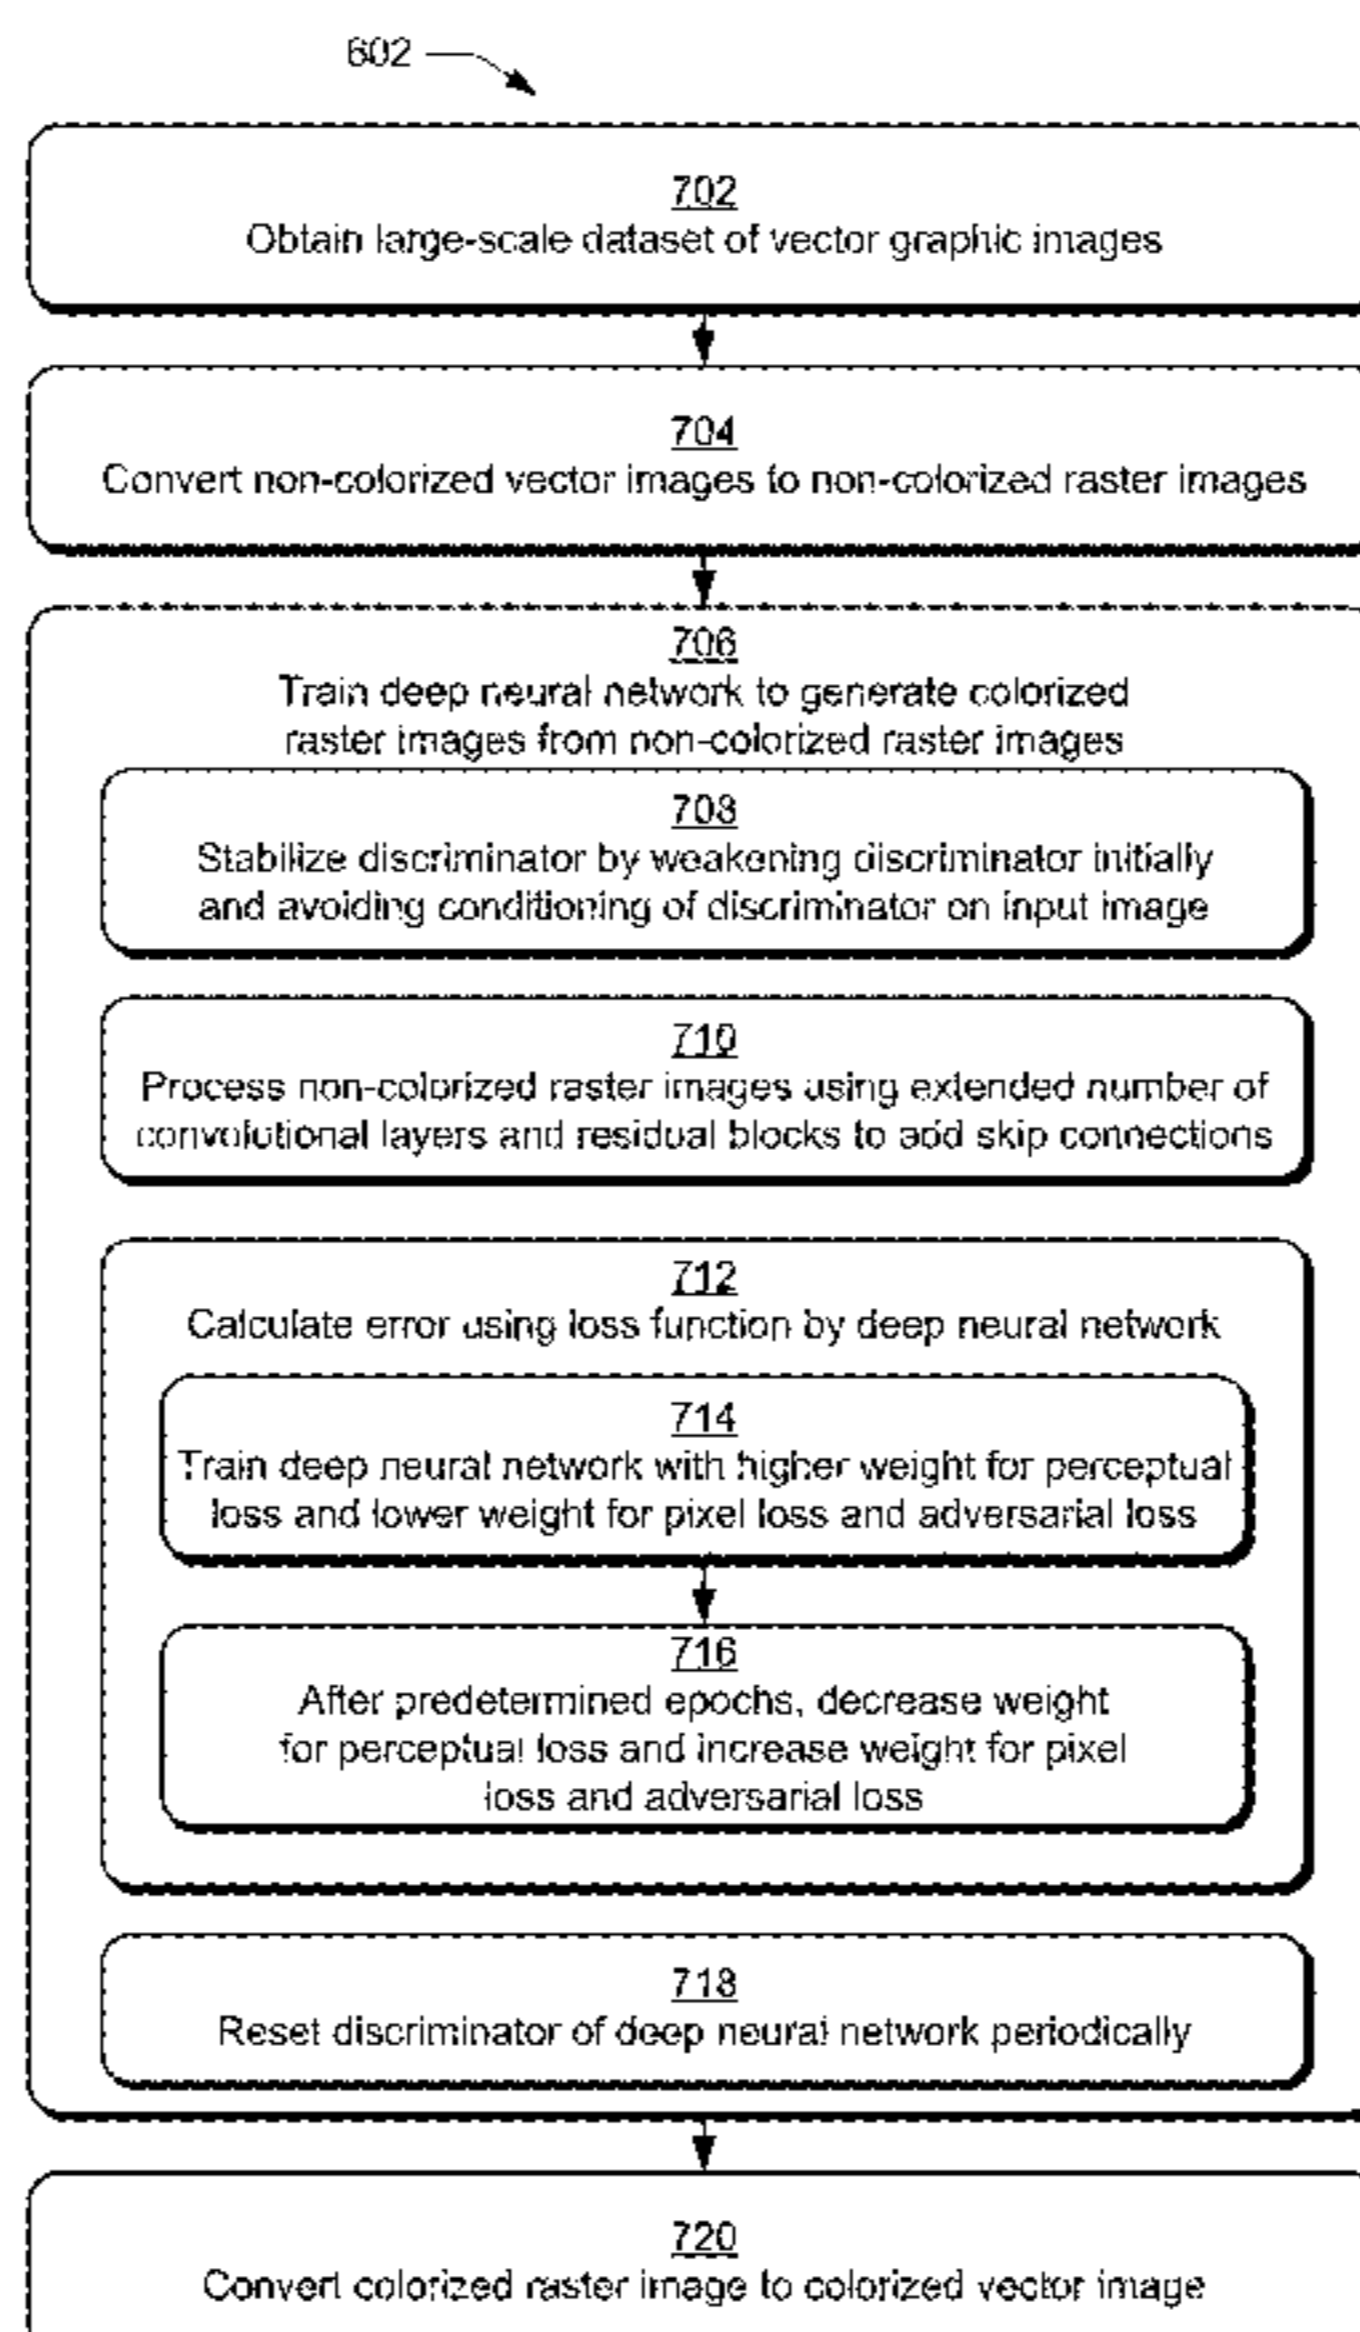 602
702
Obtain large-scale dataset of vector graphic images
704
Convert non-colorized vector images to non-colorized raster images
706
Train deep neural network to generate colorized
raster images from non-colorized raster images
708
Stabilize discriminator by weakening discriminator initially
and avoiding conditioning of discriminator on input image
710
Process non-colorized raster images using extended number of
convolutional layers and residual blocks to add skip connections
712
Calculate error using loss function by deep neural network
714
Train deep neural network with higher weight for perceptual
loss and lower weight for pixel loss and adversarial loss
716
After predetermined epochs, decrease weight
for perceptual loss and increase weight for pixel
loss and adversarial loss
718
Reset discriminator of deep neural network periodically
720
Convert colorized raster image to colorized vector image